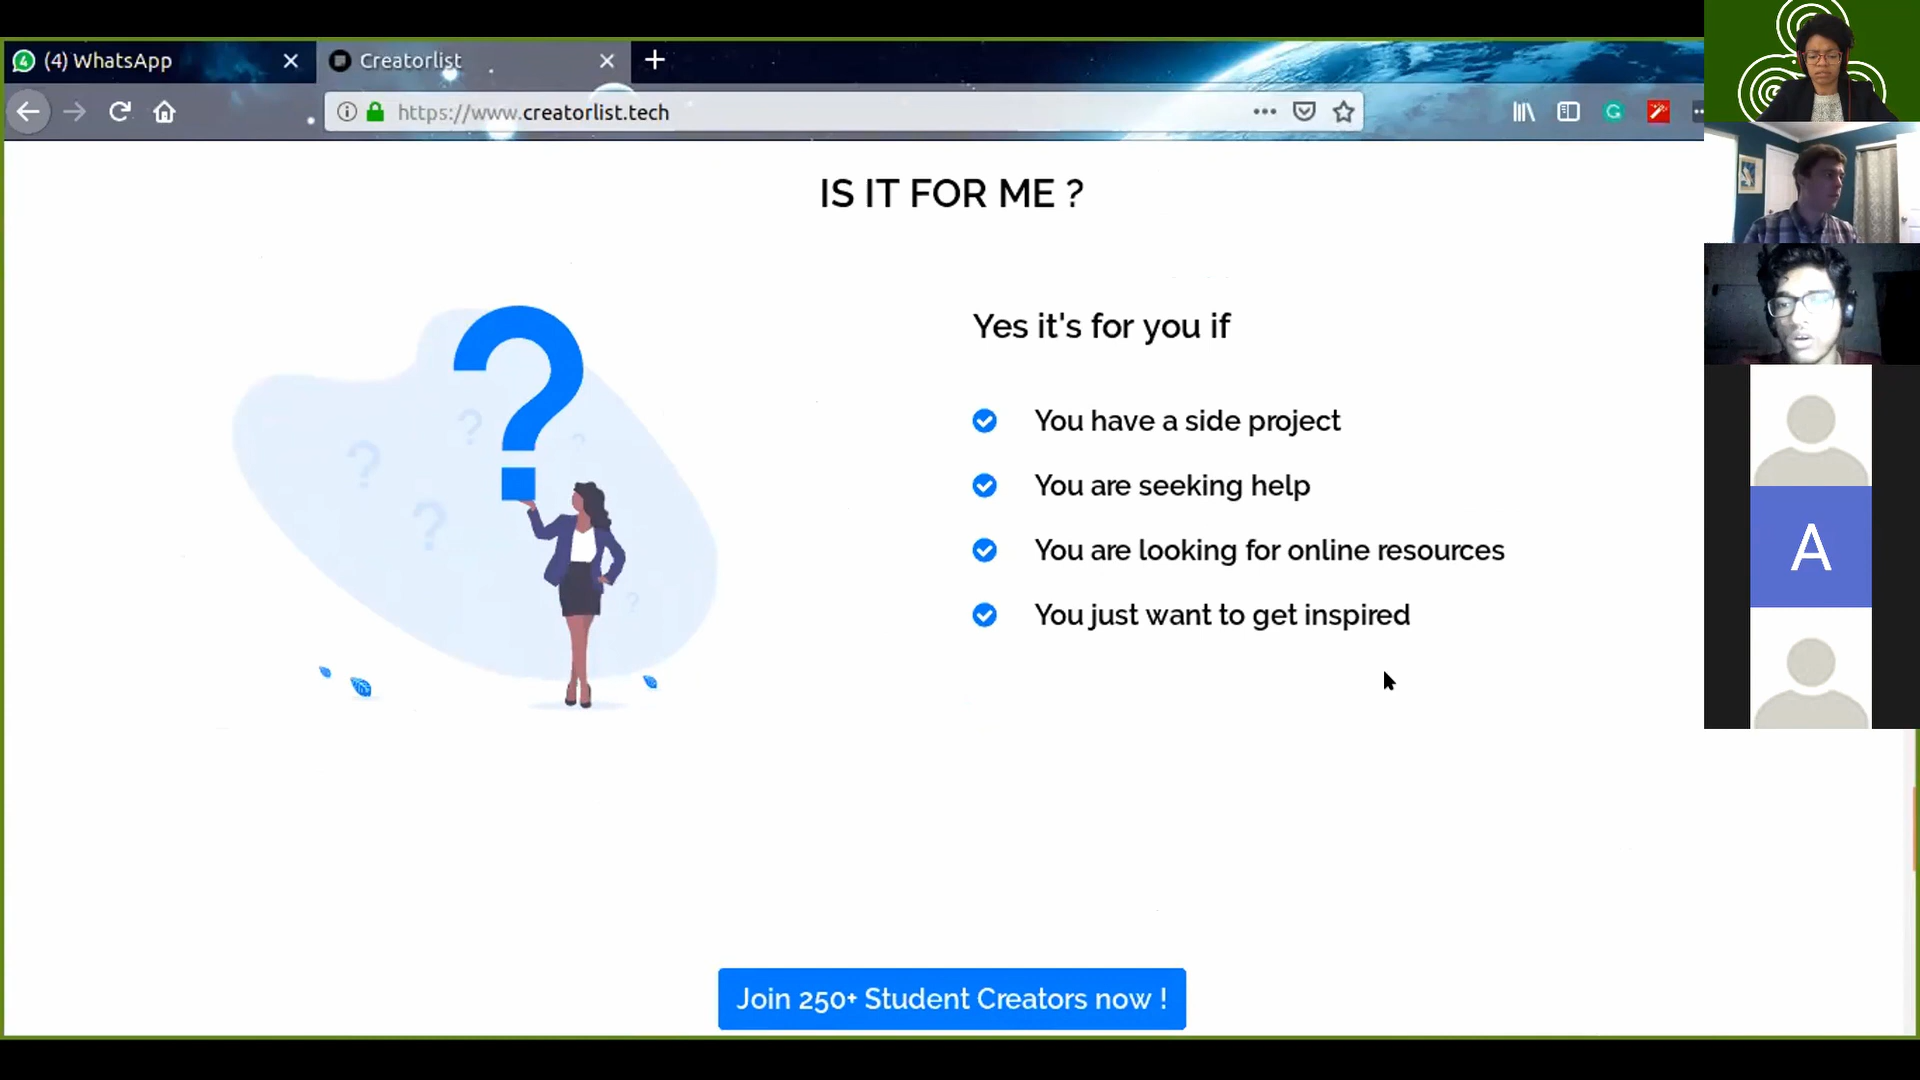 (4) WhatsApp
Creatorlist
https://www.creatorlist.tech
IS IT FOR ME ?
Yes it's for you if
You have a side project
You are seeking help
You are looking for online resources
You just want to get inspired
A
Join 250+ Student Creators now !